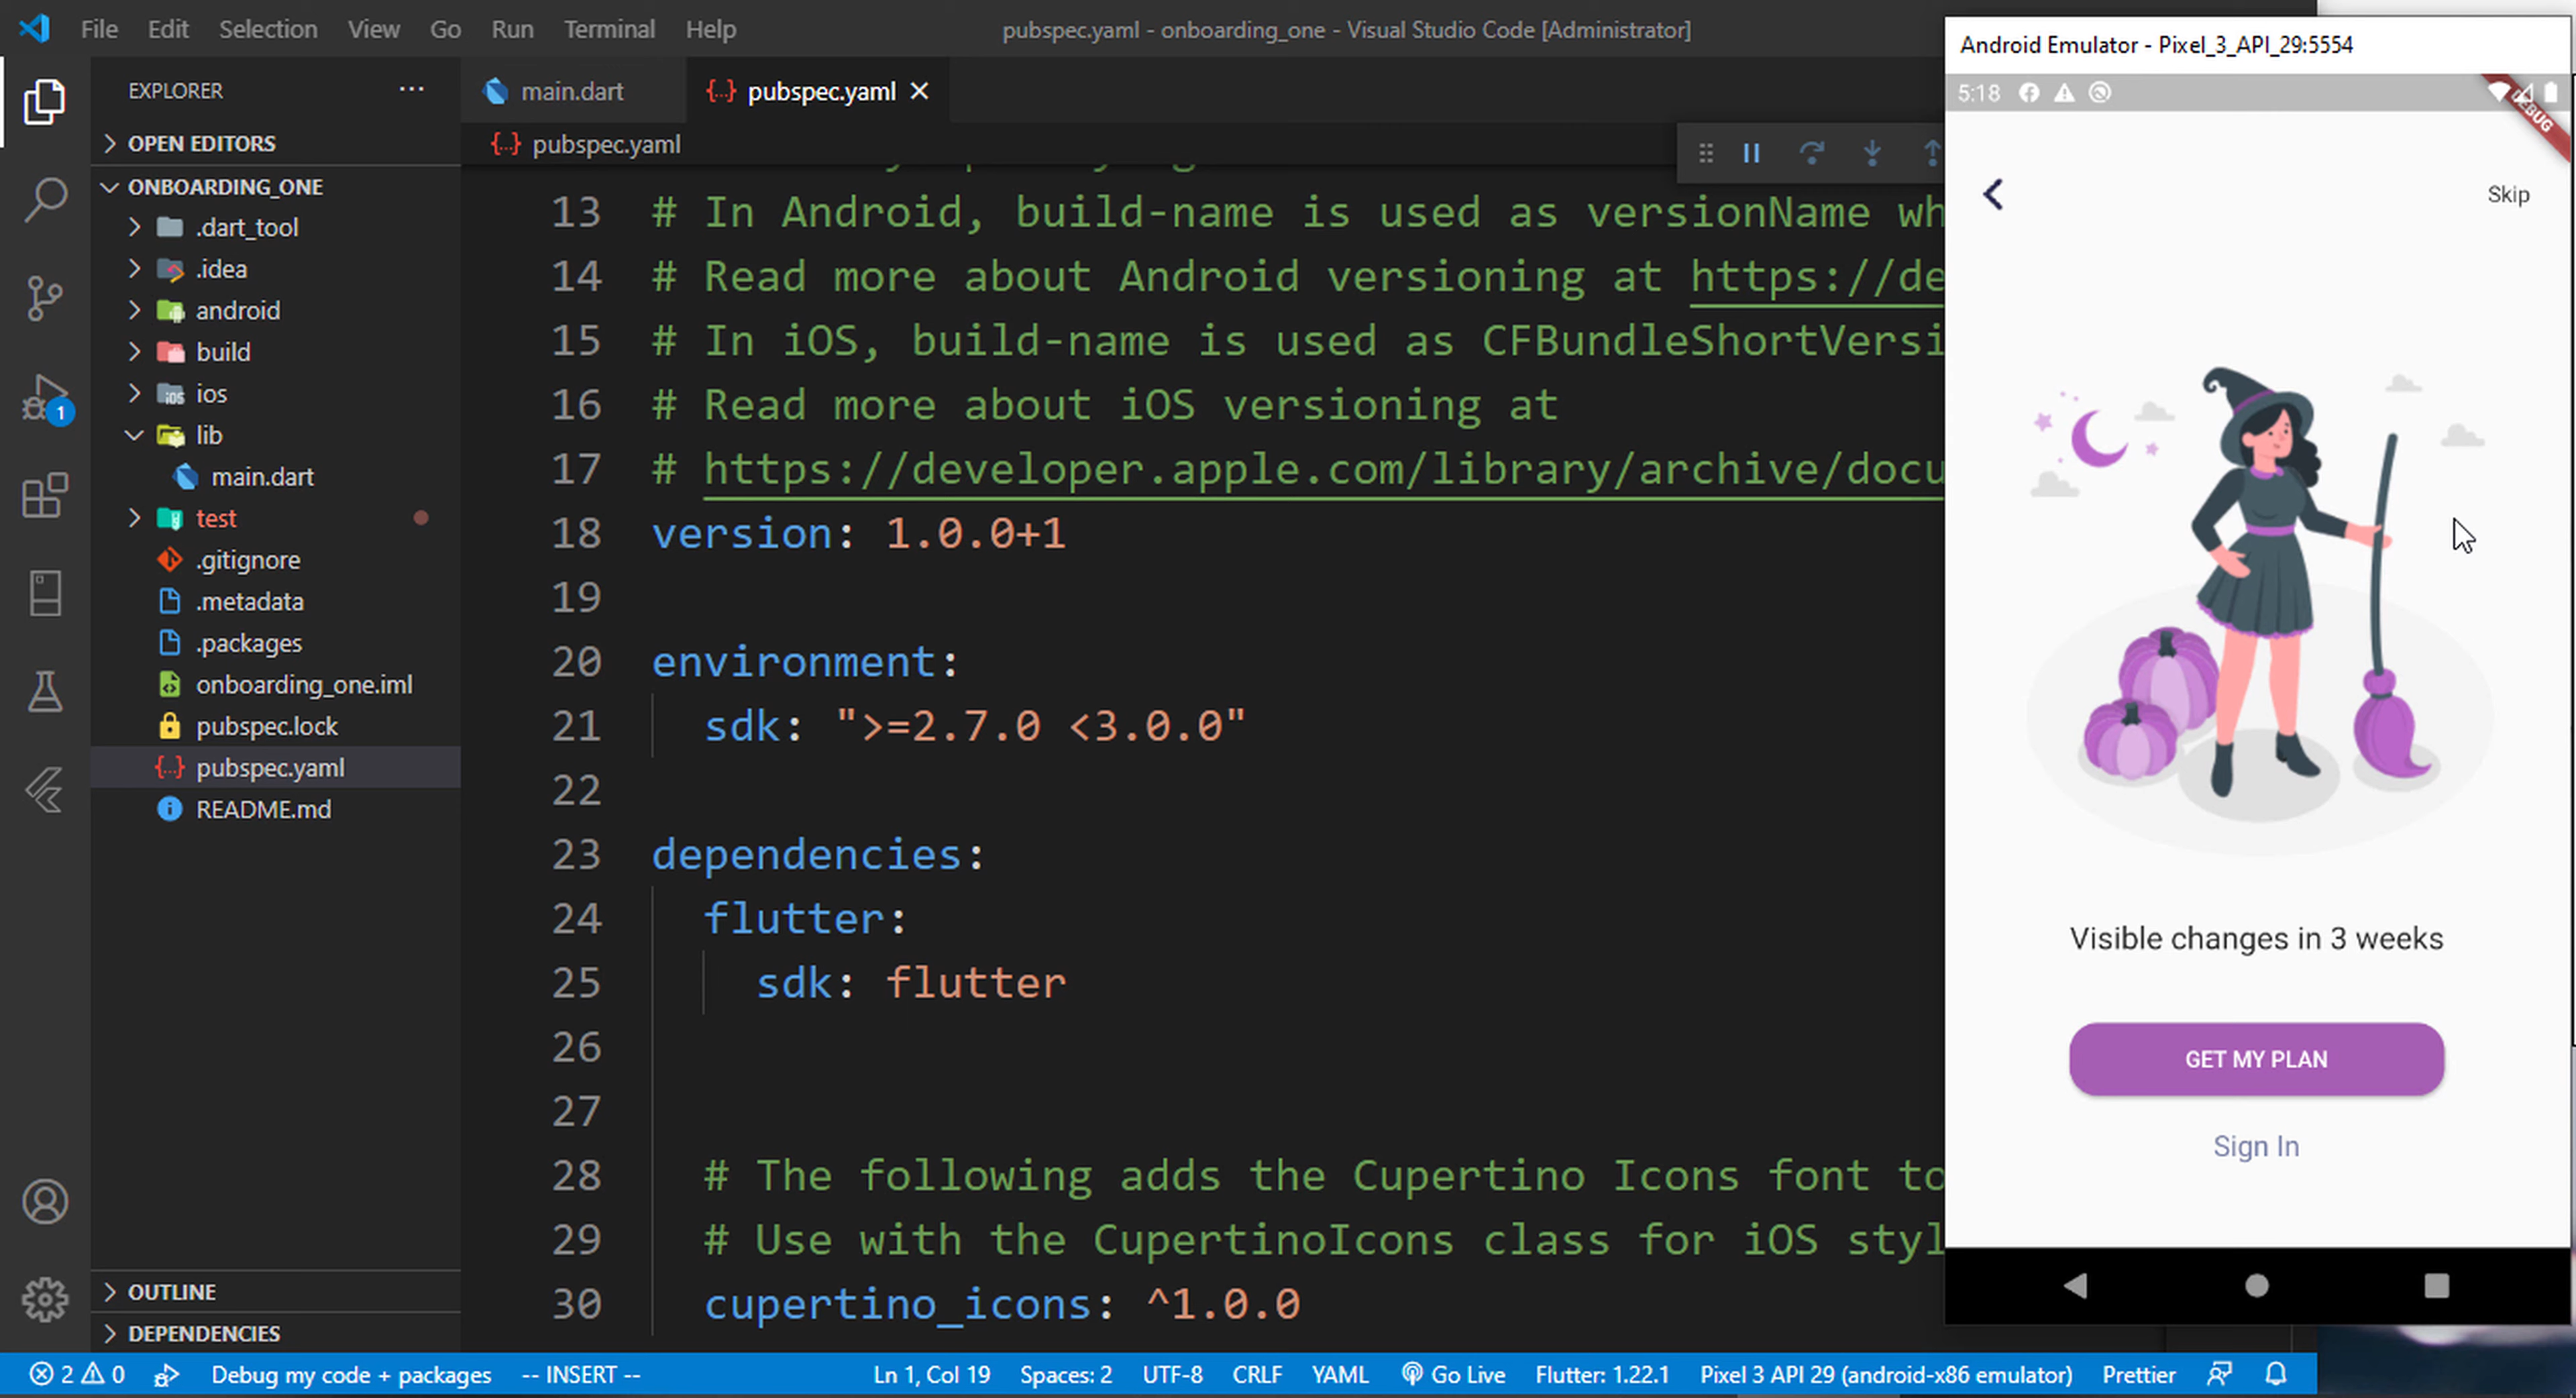 File Edit Selection View Go Run Terminal Help
pubspec.yaml - onboarding_one - Visual Studio Code [Administrator]
EXPLORER
OPEN EDITORS
ONBOARDING_ONE
.dart_tool
.idea
android
build
ios
lib
main.dart
test
.gitignore
.metadata
.packages
onboarding_one.iml
pubspec.lock
pubspec.yaml
README.md
OUTLINE
DEPENDENCIES
1
main.dart
pubspec.yaml
pubspec.yaml
13 # In Android, build-name is used as versionName wh
14 # Read more about Android versioning at https://de
15 # In iOS, build-name is used as CFBundleShortVersi
16 # Read more about iOS versioning at
17 # https://developer.apple.com/library/archive/docu
18 version: 1.0.0+1
19
20 environment:
21 sdk: ">=2.7.0 <3.0.0"
22
23 dependencies:
24 flutter:
25 sdk: flutter
26
27
28 # The following adds the Cupertino Icons font to
29 # Use with the CupertinoIcons class for iOS styl
30 cupertino_icons: ^1.0.0
Android Emulator - Pixel_3_API_29:5554
5:18
DEBUG
Skip
Visible changes in 3 weeks
GET MY PLAN
Sign In
2 0 Debug my code + packages -- INSERT -- Ln 1, Col 19 Spaces: 2 UTF-8 CRLF YAML Go Live Flutter: 1.22.1 Pixel 3 API 29 (android-x86 emulator) Prettier